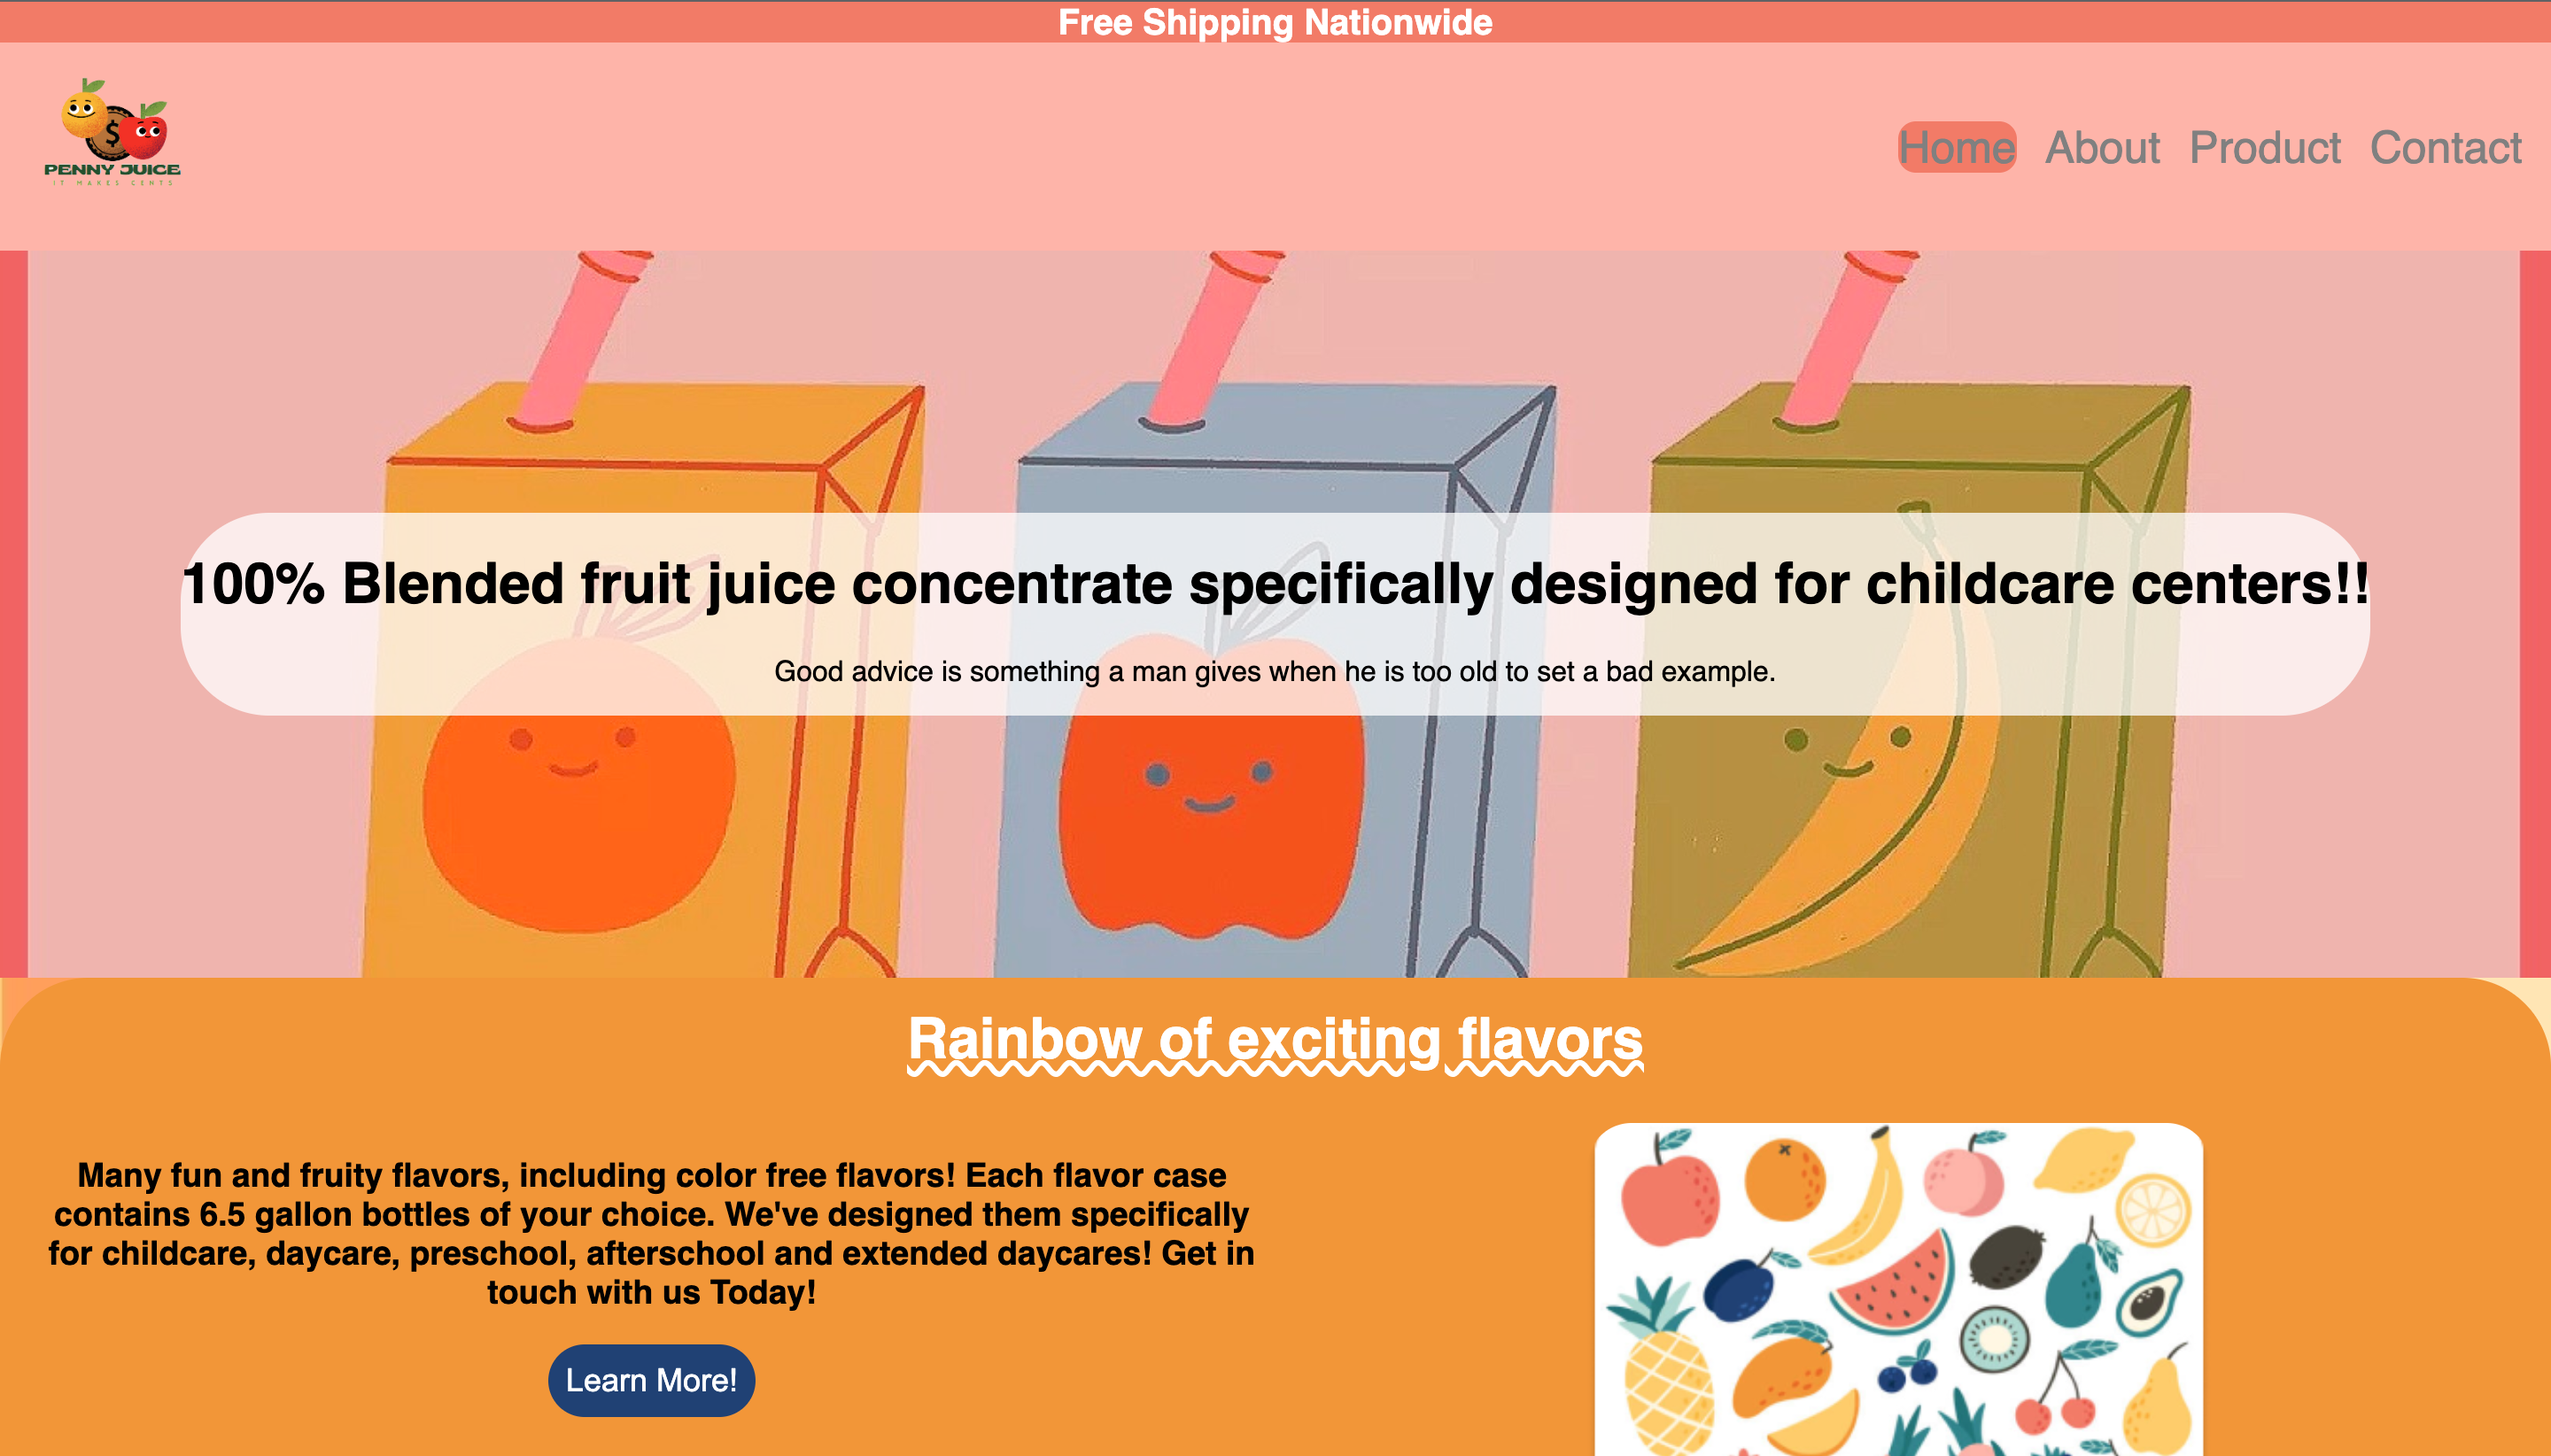 Free Shipping Nationwide
$
PENNY JUICE
IT MAKES CENTS
Home About Product Contact
100% Blended fruit juice concentrate specifically designed for childcare centers!!
Good advice is something a man gives when he is too old to set a bad example.
Rainbow of exciting flavors
Many fun and fruity flavors, including color free flavors! Each flavor case
contains 6.5 gallon bottles of your choice. We've designed them specifically
for childcare, daycare, preschool, afterschool and extended daycares! Get in
touch with us Today!
Learn More!